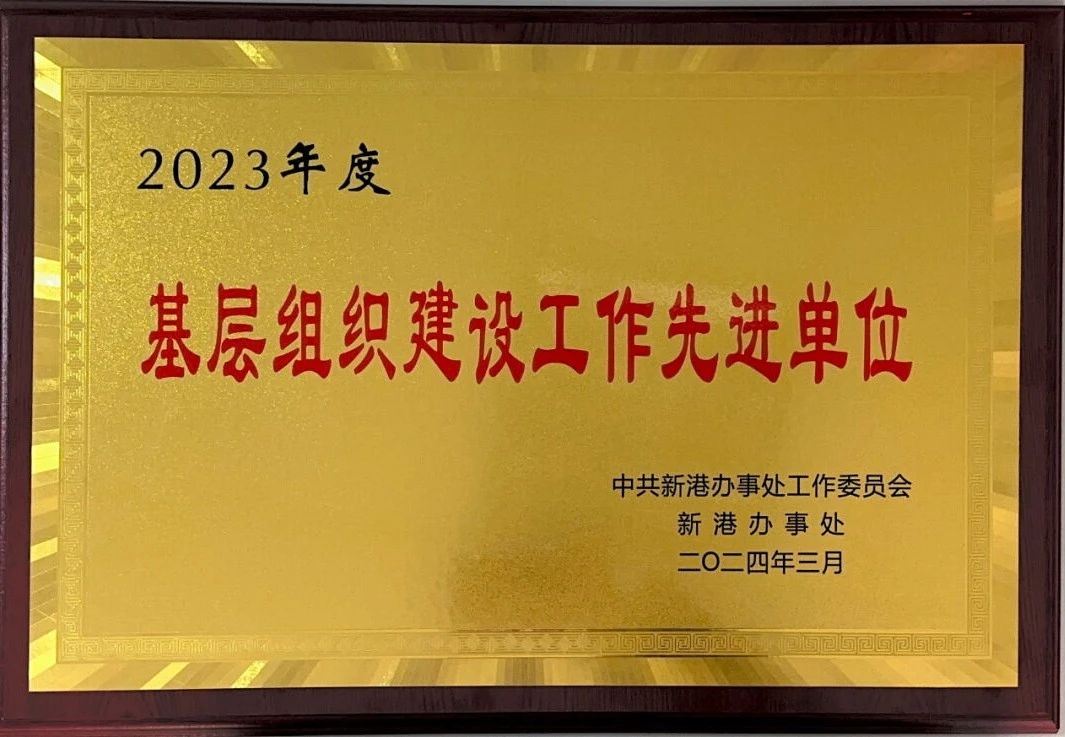 2023年度
基层组织建设工作先进单位
中共新港办事处工作委员会
新港办事处
二〇二四年三月